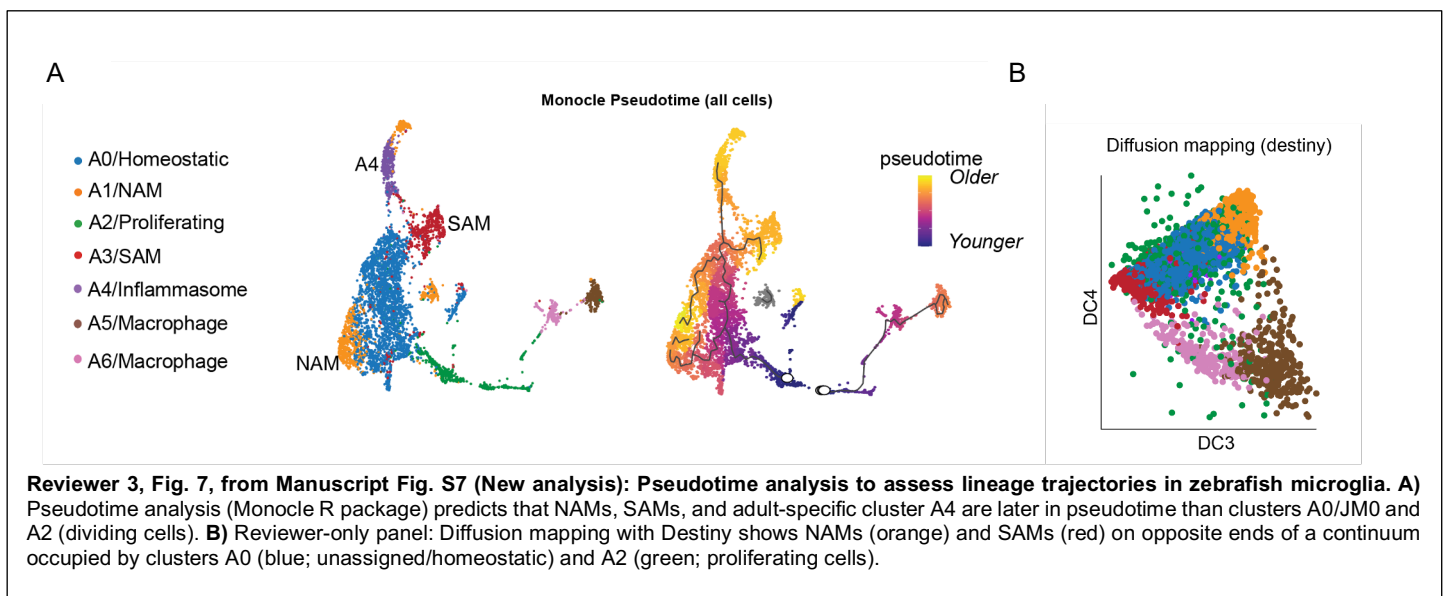 A
B
Monocle Pseudotime (all cells)
A0/Homeostatic
A1/NAM
A2/Proliferating
A3/SAM
A4/Inflammasome
A5/Macrophage
A6/Macrophage
A4
SAM
NAM
pseudotime
Older
Younger
Diffusion mapping (destiny)
DC4
DC3
Reviewer 3, Fig. 7, from Manuscript Fig. S7 (New analysis): Pseudotime analysis to assess lineage trajectories in zebrafish microglia. A)
Pseudotime analysis (Monocle R package) predicts that NAMs, SAMs, and adult-specific cluster A4 are later in pseudotime than clusters A0/JM0 and
A2 (dividing cells). B) Reviewer-only panel: Diffusion mapping with Destiny shows NAMs (orange) and SAMs (red) on opposite ends of a continuum
occupied by clusters A0 (blue; unassigned/homeostatic) and A2 (green; proliferating cells).